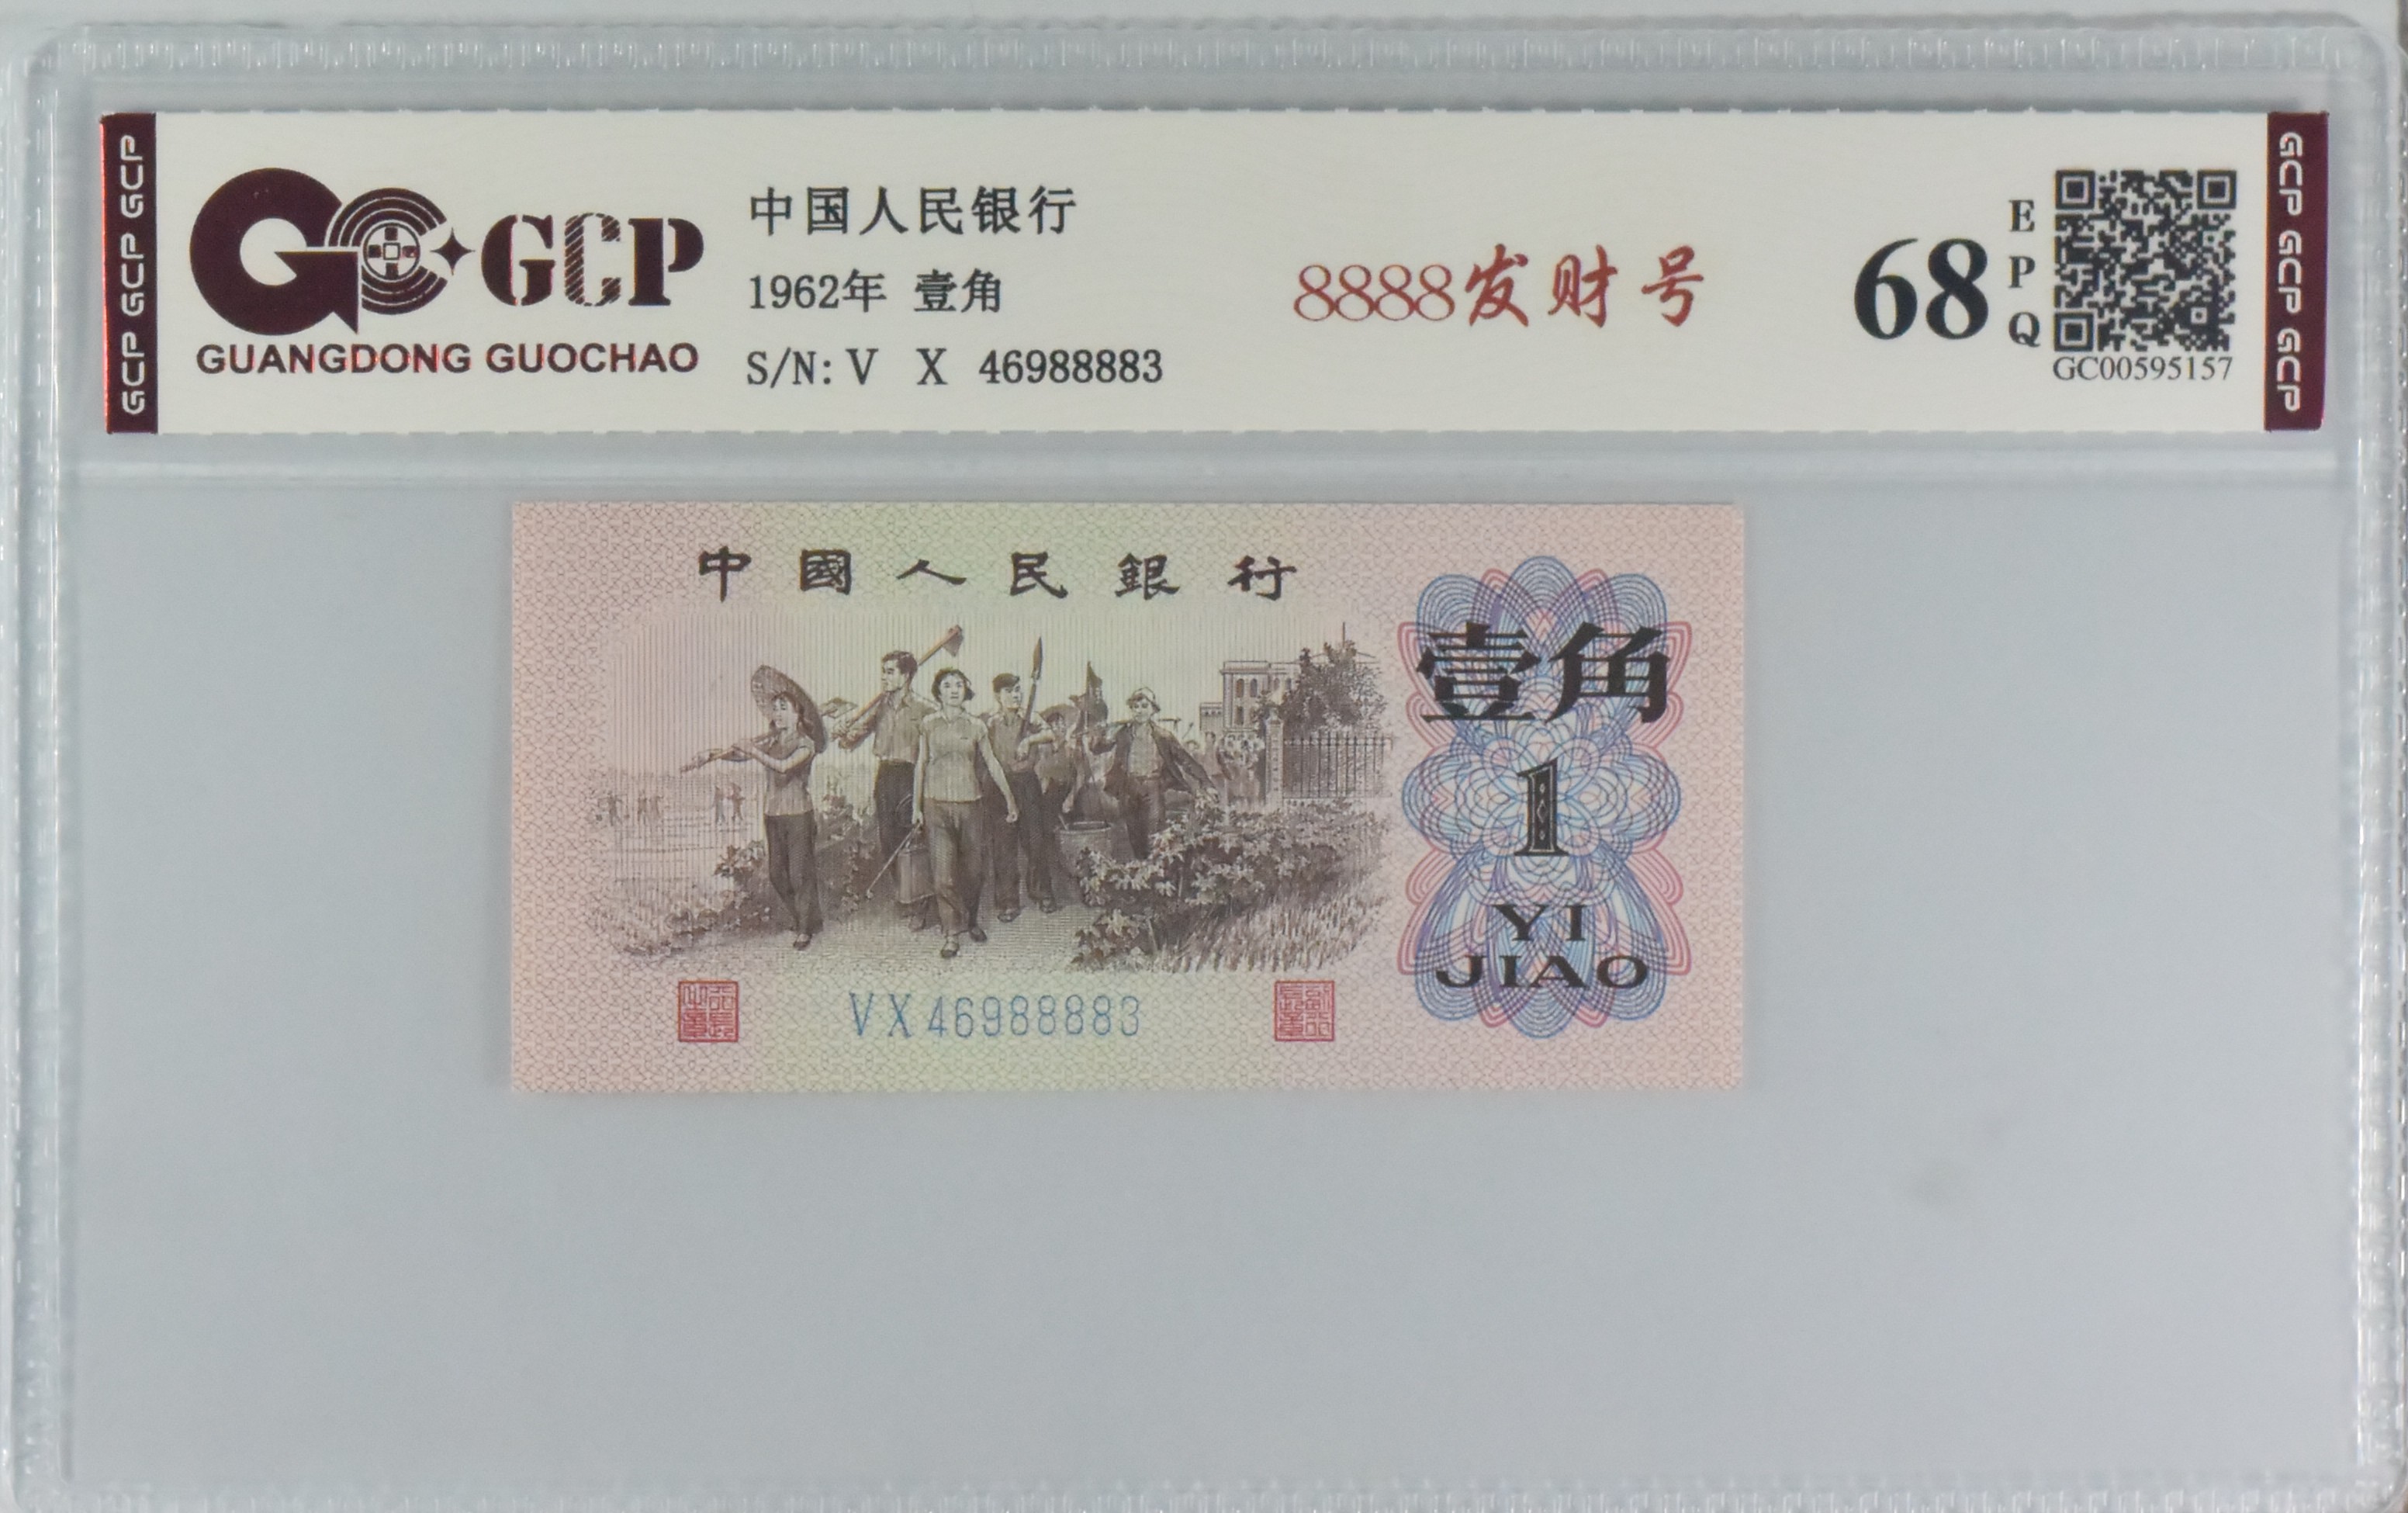 GCP GCP GCP
GCP
GUANGDONG GUOCHAO
中国人民银行
1962年 壹角
S/N: V X 46988883
8888发财号
68
E
P
Q
GC00595157
GCP GCP GCP
中國人民銀行
壹角
1
YI
JIAO
VX46988883